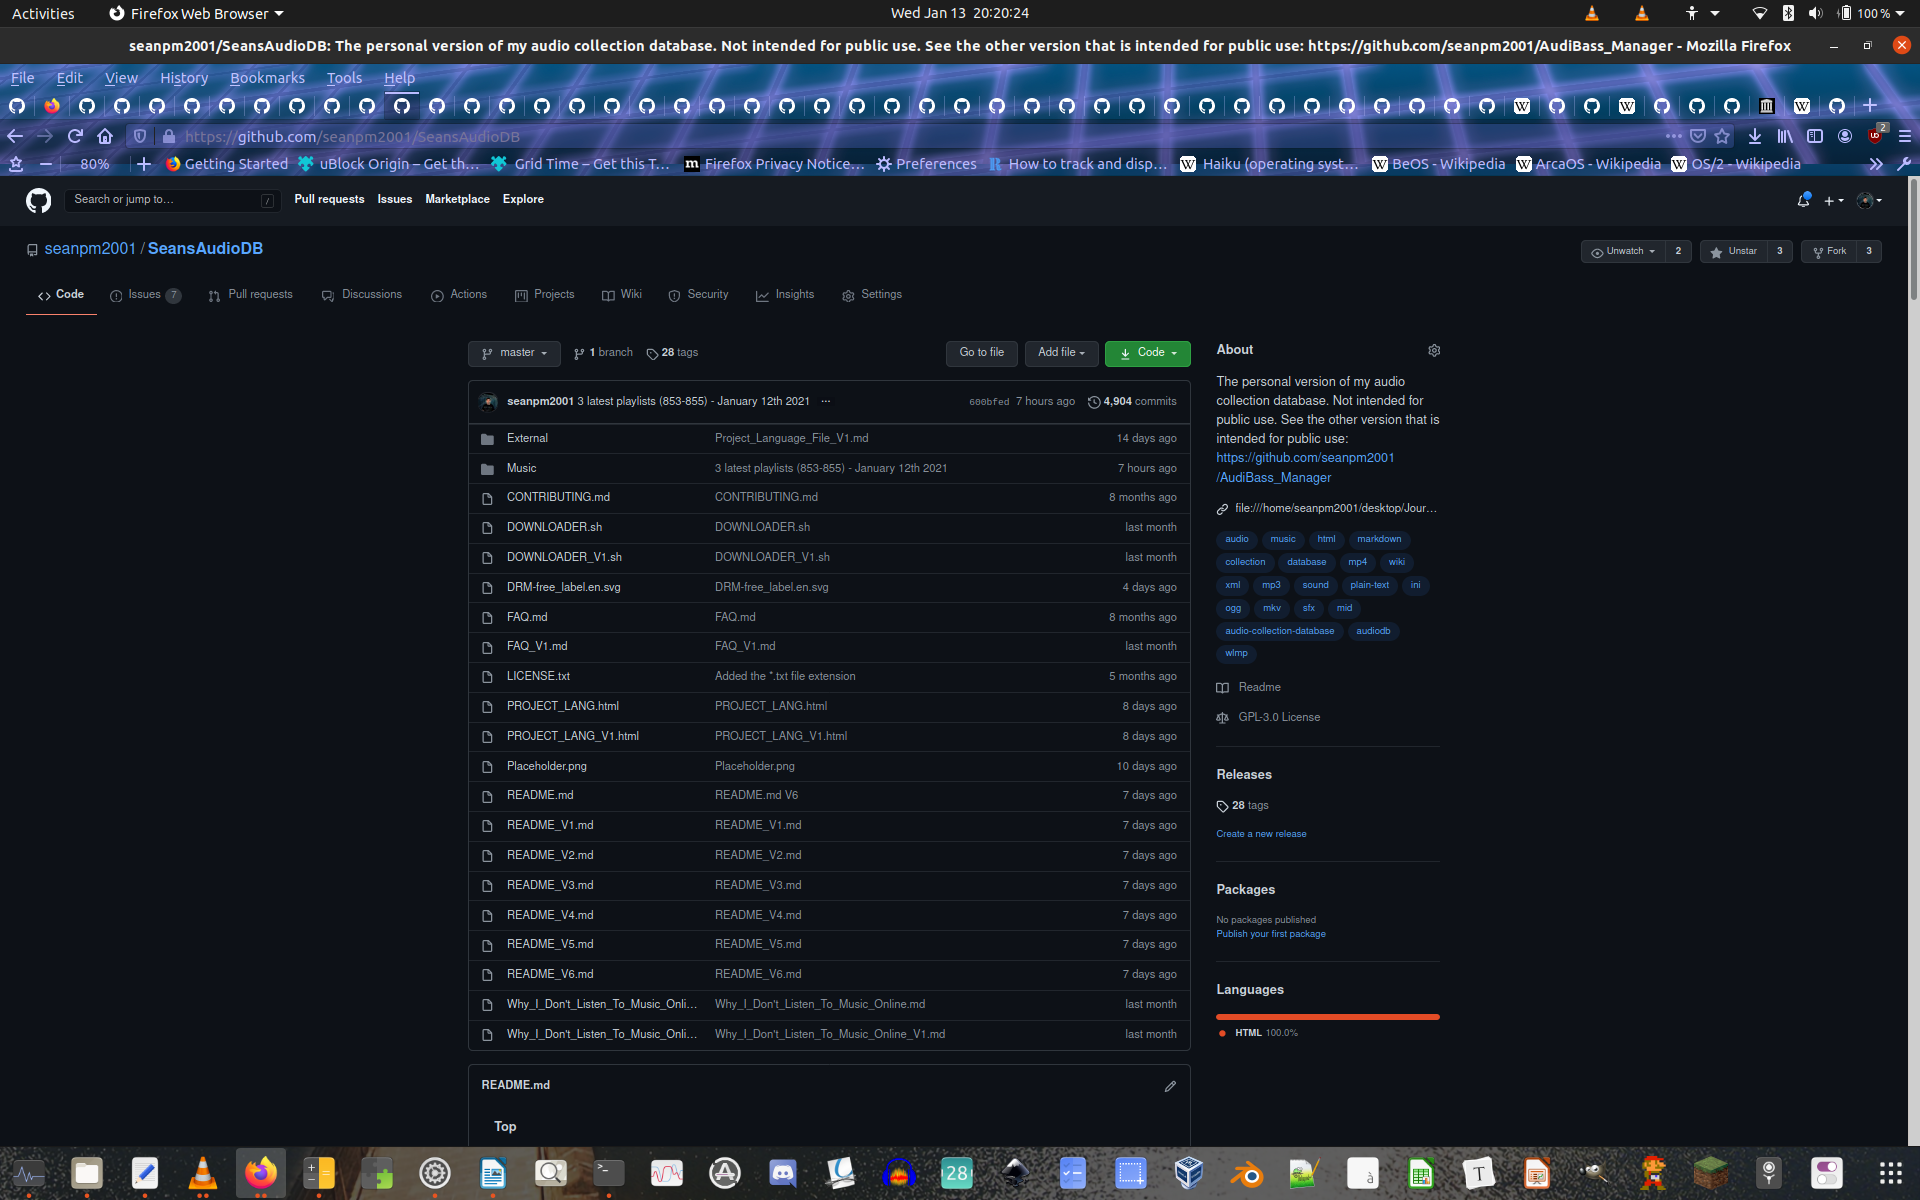 Activities
Firefox Web Browser
Wed Jan 13 20:20:24
100 %
seanpm2001/SeansAudioDB: The personal version of my audio collection database. Not intended for public use. See the other version that is intended for public use: https://github.com/seanpm2001/AudiBass_Manager - Mozilla Firefox
File Edit View History Bookmarks Tools Help
https://github.com/seanpm2001/SeansAudioDB
2
80%
Getting Started
uBlock Origin – Get th…
Grid Time – Get this T…
Firefox Privacy Notice…
Preferences
How to track and disp…
Haiku (operating syst…
BeOS - Wikipedia
ArcaOS - Wikipedia
OS/2 - Wikipedia
Search or jump to…
/
Pull requests Issues Marketplace Explore
seanpm2001 / SeansAudioDB
Unwatch 2
Unstar 3
Fork 3
Code
Issues 7
Pull requests
Discussions
Actions
Projects
Wiki
Security
Insights
Settings
master
1 branch
28 tags
Go to file
Add file
Code
seanpm2001 3 latest playlists (853-855) - January 12th 2021 ...
600bfed 7 hours ago 4,904 commits
External Project_Language_File_V1.md 14 days ago
Music 3 latest playlists (853-855) - January 12th 2021 7 hours ago
CONTRIBUTING.md CONTRIBUTING.md 8 months ago
DOWNLOADER.sh DOWNLOADER.sh last month
DOWNLOADER_V1.sh DOWNLOADER_V1.sh last month
DRM-free_label.en.svg DRM-free_label.en.svg 4 days ago
FAQ.md FAQ.md 8 months ago
FAQ_V1.md FAQ_V1.md last month
LICENSE.txt Added the *.txt file extension 5 months ago
PROJECT_LANG.html PROJECT_LANG.html 8 days ago
PROJECT_LANG_V1.html PROJECT_LANG_V1.html 8 days ago
Placeholder.png Placeholder.png 10 days ago
README.md README.md V6 7 days ago
README_V1.md README_V1.md 7 days ago
README_V2.md README_V2.md 7 days ago
README_V3.md README_V3.md 7 days ago
README_V4.md README_V4.md 7 days ago
README_V5.md README_V5.md 7 days ago
README_V6.md README_V6.md 7 days ago
Why_I_Don't_Listen_To_Music_Onli… Why_I_Don't_Listen_To_Music_Online.md last month
Why_I_Don't_Listen_To_Music_Onli… Why_I_Don't_Listen_To_Music_Online_V1.md last month
README.md
Top
About
The personal version of my audio
collection database. Not intended for
public use. See the other version that is
intended for public use:
https://github.com/seanpm2001
/AudiBass_Manager
file:///home/seanpm2001/desktop/Jour…
audio music html markdown
collection database mp4 wiki
xml mp3 sound plain-text ini
ogg mkv sfx mid
audio-collection-database audiodb
wlmp
Readme
GPL-3.0 License
Releases
28 tags
Create a new release
Packages
No packages published
Publish your first package
Languages
HTML 100.0%
28